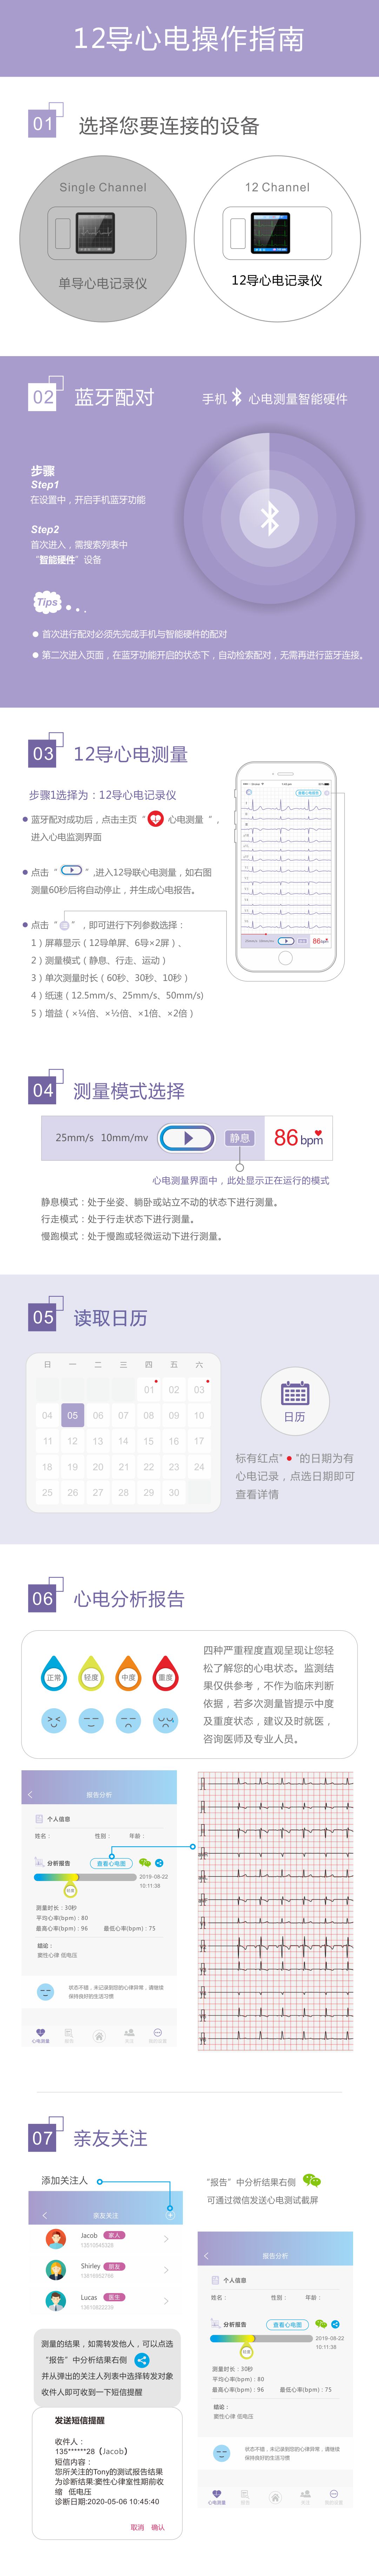 12导心电操作指南
01
选择您要连接的设备
Single Channel
单导心电记录仪
12 Channel
12导心电记录仪
02
蓝牙配对
手机 心电测量智能硬件
步骤
Step1
在设置中，开启手机蓝牙功能
Step2
首次进入，需搜索列表中
“智能硬件”设备
Tips
首次进行配对必须先完成手机与智能硬件的配对
第二次进入页面，在蓝牙功能开启的状态下，自动检索配对，无需再进行蓝牙连接。
03
12导心电测量
步骤1选择为：12导心电记录仪
蓝牙配对成功后，点击主页“ 心电测量 ”，
进入心电监测界面
点击“ ”,进入12导联心电测量，如右图
测量60秒后将自动停止，并生成心电报告。
点击“ ”，即可进行下列参数选择：
1）屏幕显示（12导单屏、6导×2屏）、
2）测量模式（静息、行走、运动）
3）单次测量时长（60秒、30秒、10秒）
4）纸速（12.5mm/s、25mm/s、50mm/s)
5）增益（×¼倍、×½倍、×1倍、×2倍）
86bpm
04
测量模式选择
25mm/s 10mm/mv
静息
86 bpm
心电测量界面中，此处显示正在运行的模式
静息模式：处于坐姿、躺卧或站立不动的状态下进行测量。
行走模式：处于行走状态下进行测量。
慢跑模式：处于慢跑或轻微运动下进行测量。
05
读取日历
日 一 二 三 四 五 六
01 02 03
04 05 06 07 08 09 10
11 12 13 14 15 16 17
18 19 20 21 22 23 24
25 26 27 28 29 30
日历
标有红点“ ”的日期为有
心电记录，点选日期即可
查看详情
06
心电分析报告
正常 轻度 中度 重度
四种严重程度直观呈现让您轻
松了解您的心电状态。监测结
果仅供参考，不作为临床判断
依据，若多次测量皆提示中度
及重度状态，建议及时就医，
咨询医师及专业人员。
报告分析
个人信息
姓名： 性别： 年龄：
分析报告
查看心电图
2019-08-22
10:11:38
轻度
测量时长：30秒
平均心率(bpm)：80
最高心率(bpm)：96 最低心率(bpm)：75
结论：
窦性心律 低电压
状态不错，未记录到别的心律异常，请继续
保持良好的生活习惯
心电测量 报告 关注 我的设置
07
亲友关注
添加关注人
亲友关注
Jacob 家人
13510545328
Shirley 朋友
Lucas 医生
测量的结果，如需转发他人，可以点选
“报告”中分析结果右侧
并从弹出的关注人列表中选择转发对象
收件人即可收到一下短信提醒
发送短信提醒
收件人：
135******28（Jacob）
短信内容：
您所关注的Tony的测试报告结果
为诊断结果:窦性心律室性期前收
缩 低电压
诊断日期:2020-05-06 10:45:40
取消 确认
“报告”中分析结果右侧
可通过微信发送心电测试截屏
报告分析
个人信息
姓名： 性别： 年龄：
分析报告
查看心电图
2019-08-22
10:11:38
轻度
测量时长：30秒
平均心率(bpm)：80
最高心率(bpm)：96 最低心率(bpm)：75
结论：
窦性心律 低电压
状态不错，未记录到别的心律异常，请继续
保持良好的生活习惯
心电测量 报告 关注 我的设置